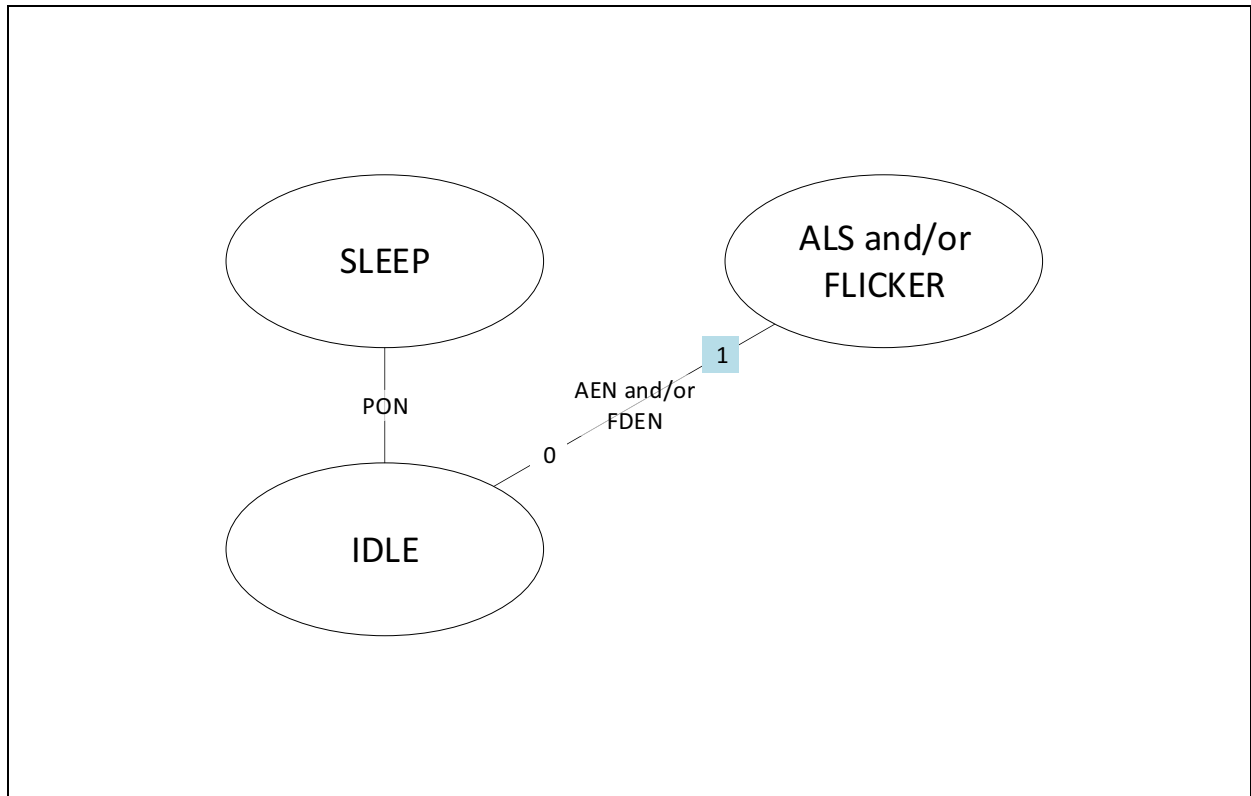 SLEEP
ALS and/or
FLICKER
1
AEN and/or
FDEN
PON
0
IDLE